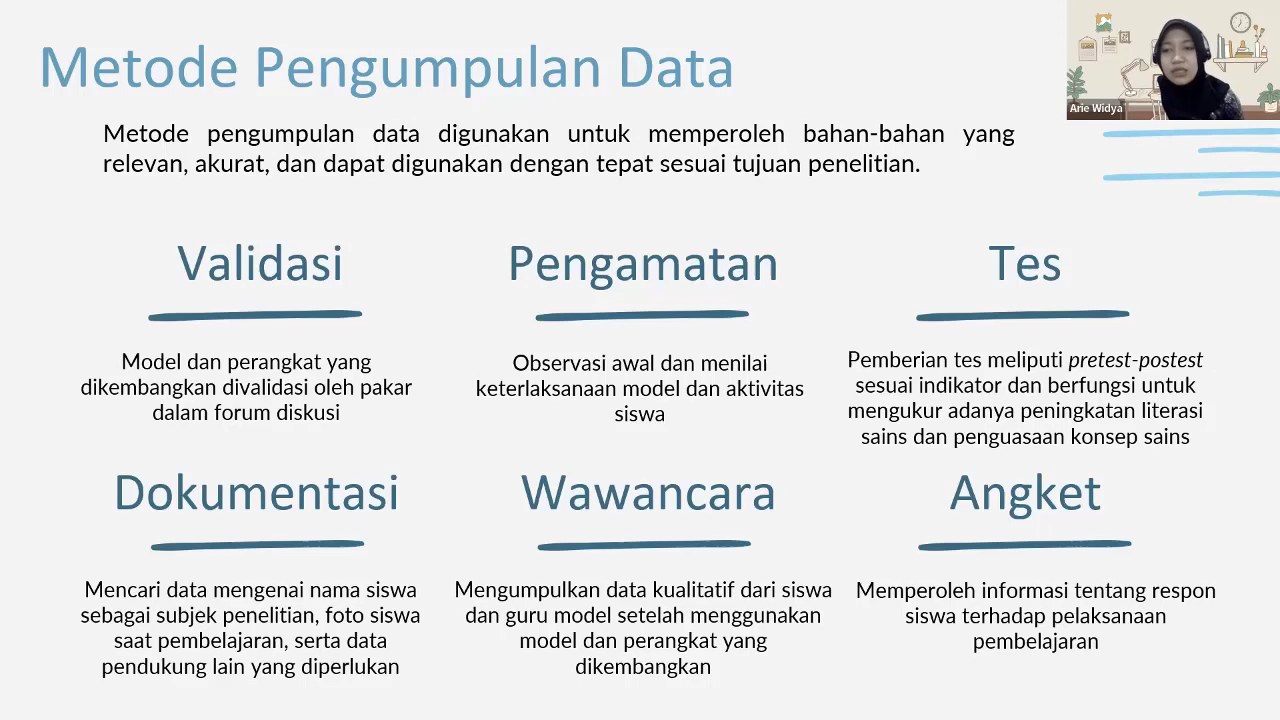 Metode Pengumpulan Data
Arie Widya
Metode pengumpulan data digunakan untuk memperoleh bahan-bahan yang
relevan, akurat, dan dapat digunakan dengan tepat sesuai tujuan penelitian.
Validasi
Model dan perangkat yang
dikembangkan divalidasi oleh pakar
dalam forum diskusi
Pengamatan
Observasi awal dan menilai
keterlaksanaan model dan aktivitas
siswa
Tes
Pemberian tes meliputi pretest-postest
sesuai indikator dan berfungsi untuk
mengukur adanya peningkatan literasi
sains dan penguasaan konsep sains
Dokumentasi
Mencari data mengenai nama siswa
sebagai subjek penelitian, foto siswa
saat pembelajaran, serta data
pendukung lain yang diperlukan
Wawancara
Mengumpulkan data kualitatif dari siswa
dan guru model setelah menggunakan
model dan perangkat yang
dikembangkan
Angket
Memperoleh informasi tentang respon
siswa terhadap pelaksanaan
pembelajaran